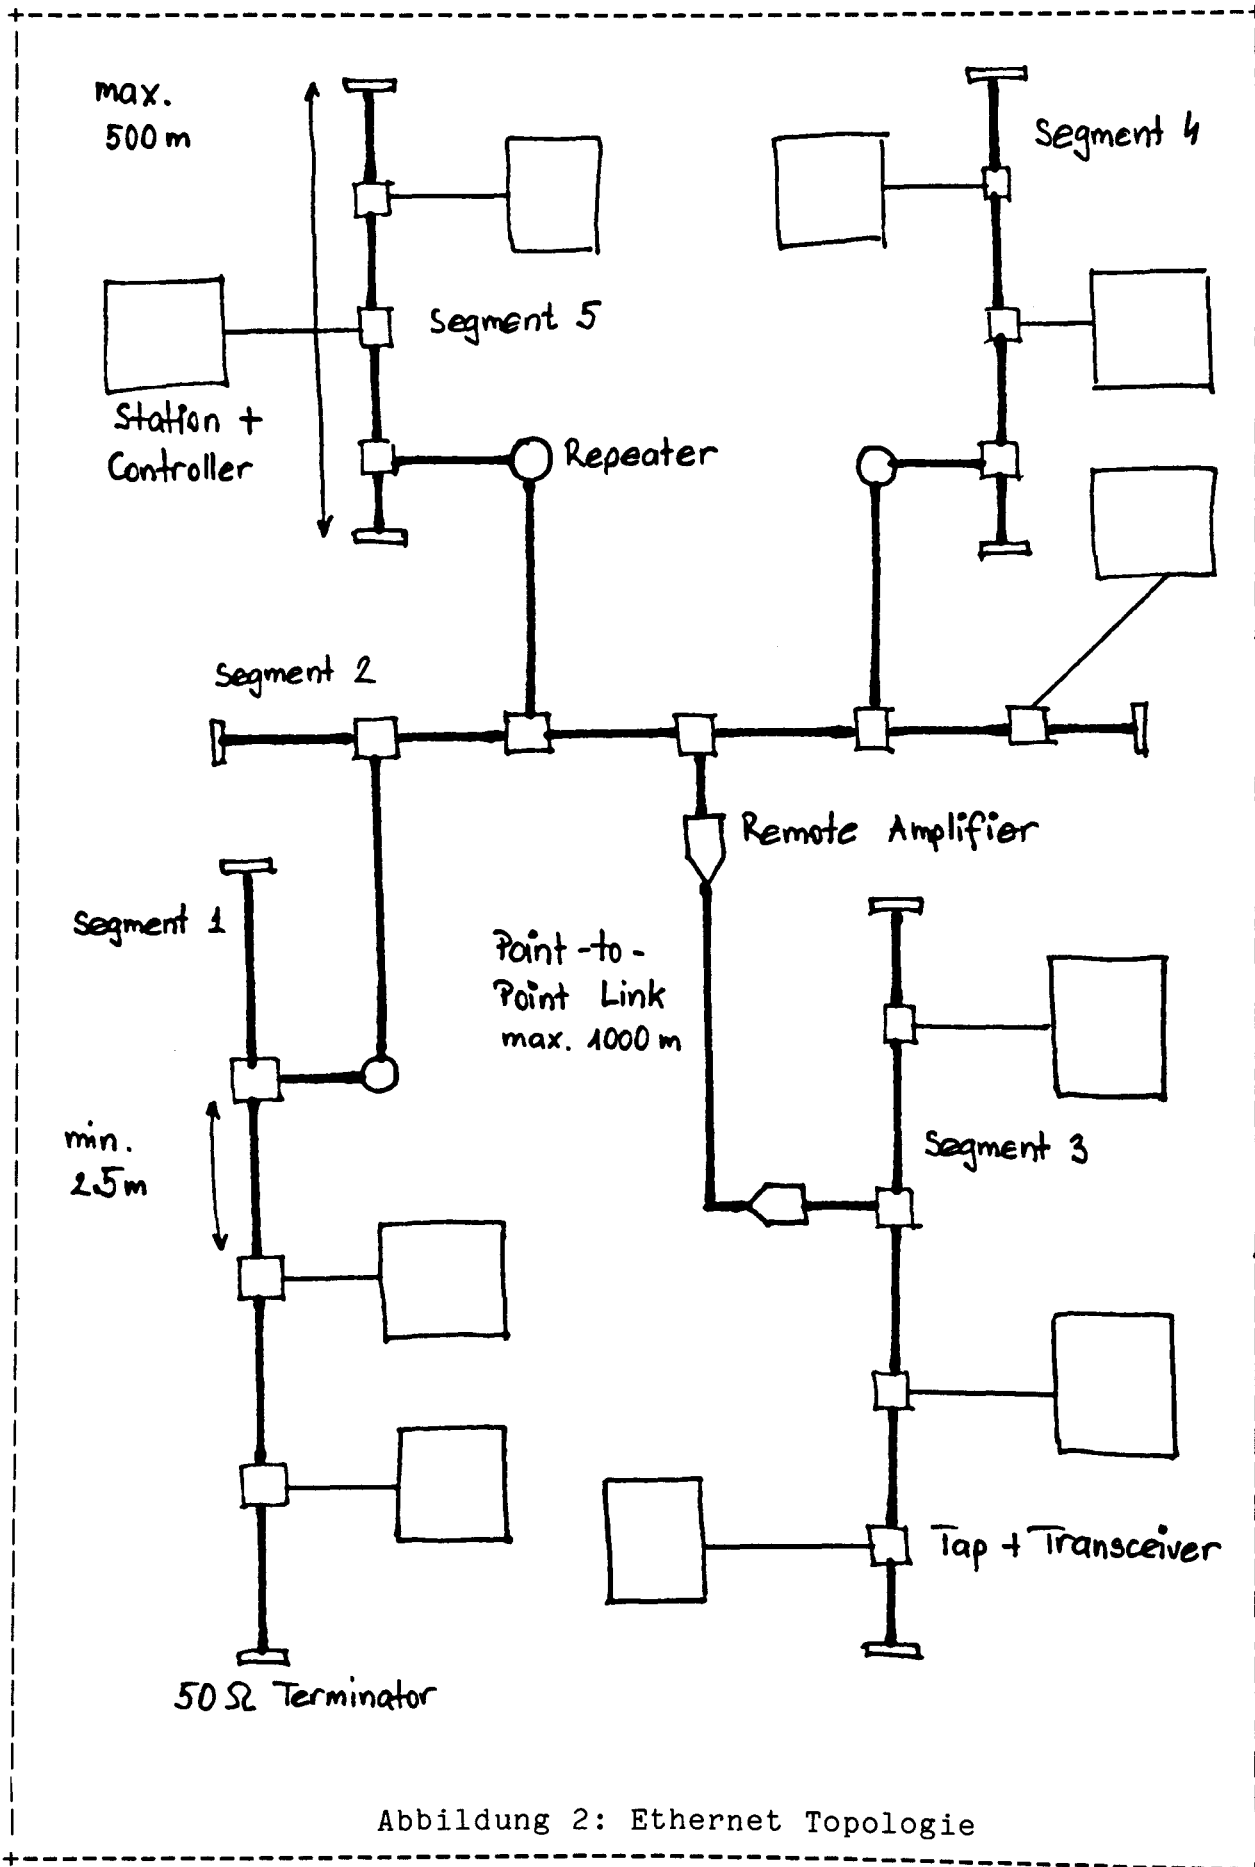 max.
500 m
Segment 4
Segment 5
Station +
Controller
Repeater
Segment 2
Remote Amplifier
Segment 1
Point-to-
Point Link
max. 1000 m
min.
2.5 m
Segment 3
Tap + Transceiver
50 Ω Terminator
Abbildung 2: Ethernet Topologie